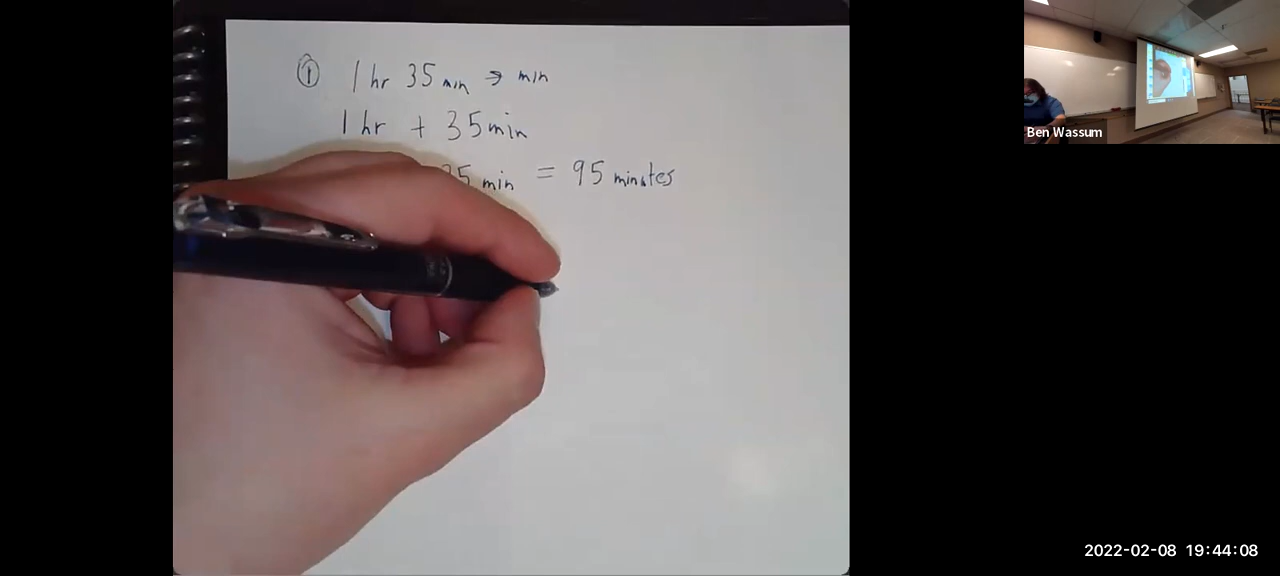 ① 1 hr 35 min → min
1 hr + 35 min
35 min = 95 minutes
Ben Wassum
2022-02-08 19:44:08